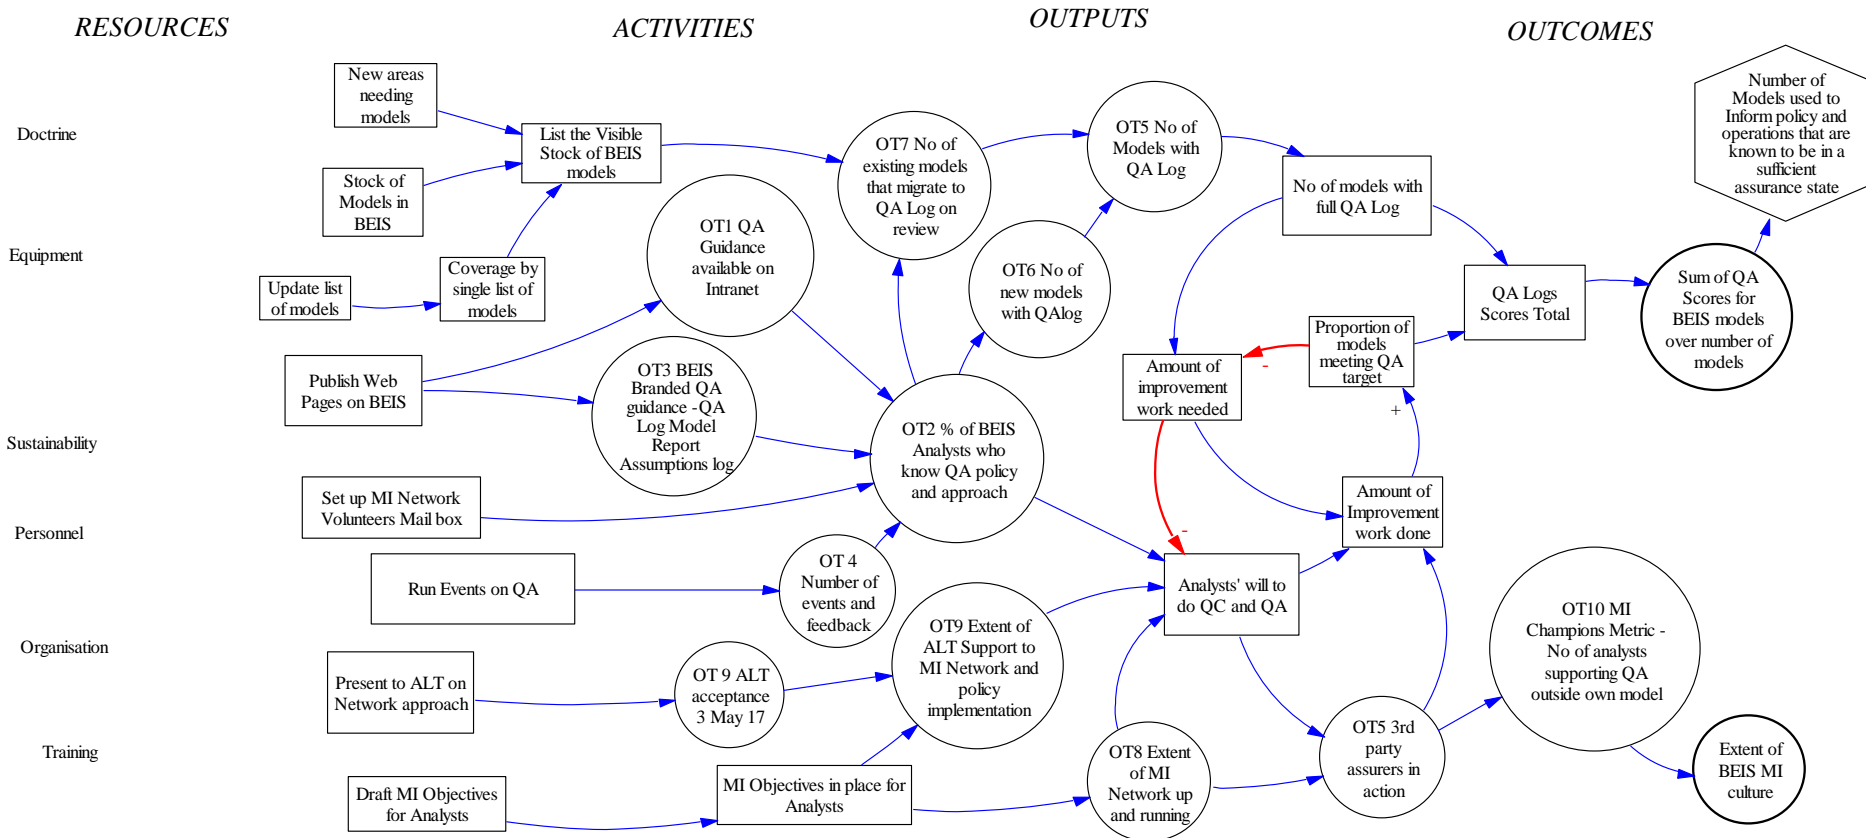 RESOURCES
ACTIVITIES
OUTPUTS
OUTCOMES
Doctrine
Equipment
Sustainability
Personnel
Organisation
Training
New areas
needing
models
Stock of
Models in
BEIS
Update list
of models
List the Visible
Stock of BEIS
models
Coverage by
single list of
models
Publish Web
Pages on BEIS
Set up MI Network
Volunteers Mail box
Run Events on QA
Present to ALT on
Network approach
Draft MI Objectives
for Analysts
OT1 QA
Guidance
available on
Intranet
OT3 BEIS
Branded QA
guidance -QA
Log Model
Report
Assumptions log
OT 4
Number of
events and
feedback
OT 9 ALT
acceptance
3 May 17
MI Objectives in place for
Analysts
OT7 No of
existing models
that migrate to
QA Log on
review
OT6 No of
new models
with QAlog
OT5 No of
Models with
QA Log
OT2 % of BEIS
Analysts who
know QA policy
and approach
OT9 Extent of
ALT Support to
MI Network and
policy
implementation
OT8 Extent
of MI
Network up
and running
No of models with
full QA Log
Amount of
improvement
work needed
-
Proportion of
models
meeting QA
target
+
-
Amount of
Improvement
work done
Analysts' will to
do QC and QA
OT5 3rd
party
assurers in
action
QA Logs
Scores Total
Sum of QA
Scores for
BEIS models
over number of
models
Number of
Models used to
Inform policy and
operations that are
known to be in a
sufficient
assurance state
OT10 MI
Champions Metric -
No of analysts
supporting QA
outside own model
Extent of
BEIS MI
culture